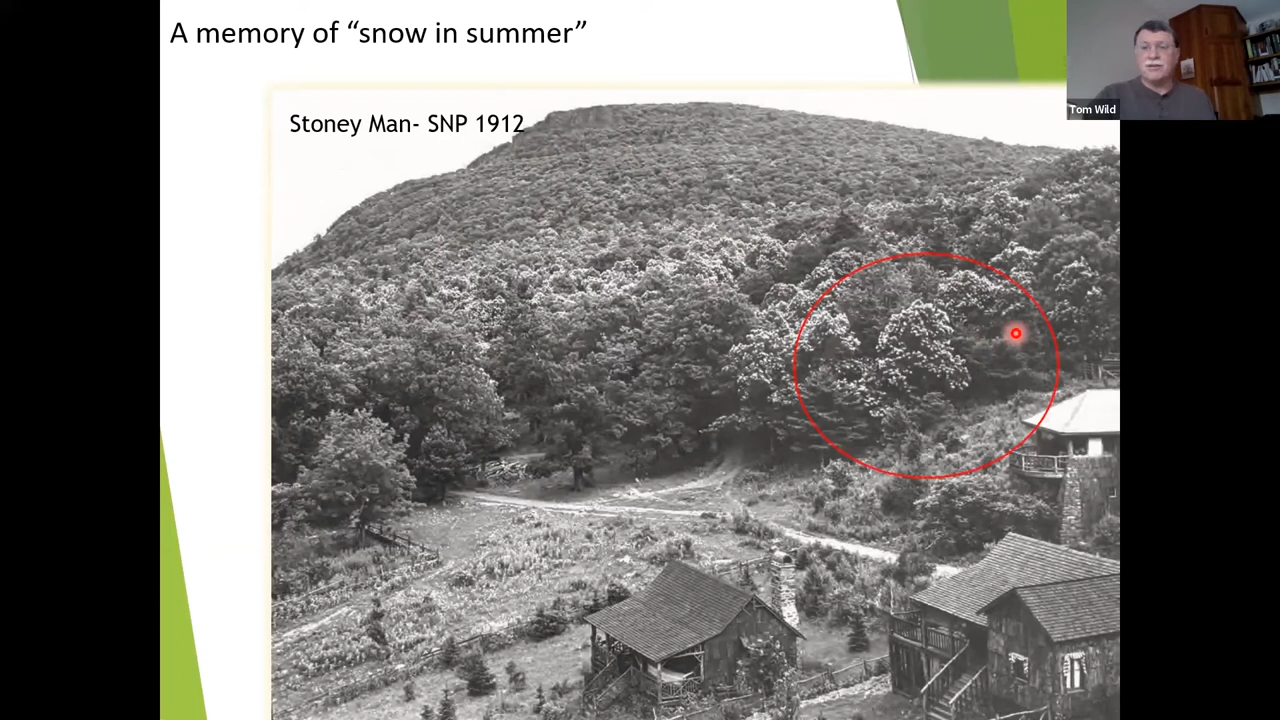 A memory of “snow in summer”
Stoney Man- SNP 1912
Tom Wild